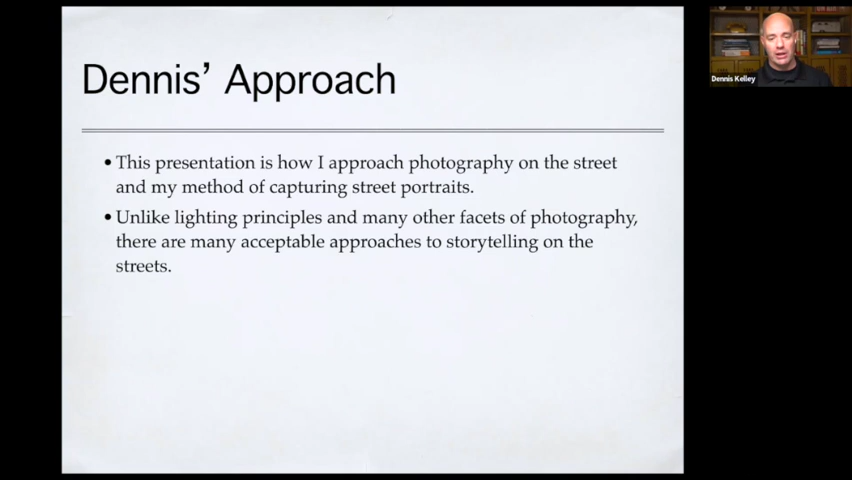 Dennis’ Approach
• This presentation is how I approach photography on the street
and my method of capturing street portraits.
• Unlike lighting principles and many other facets of photography,
there are many acceptable approaches to storytelling on the
streets.
Dennis Kelley